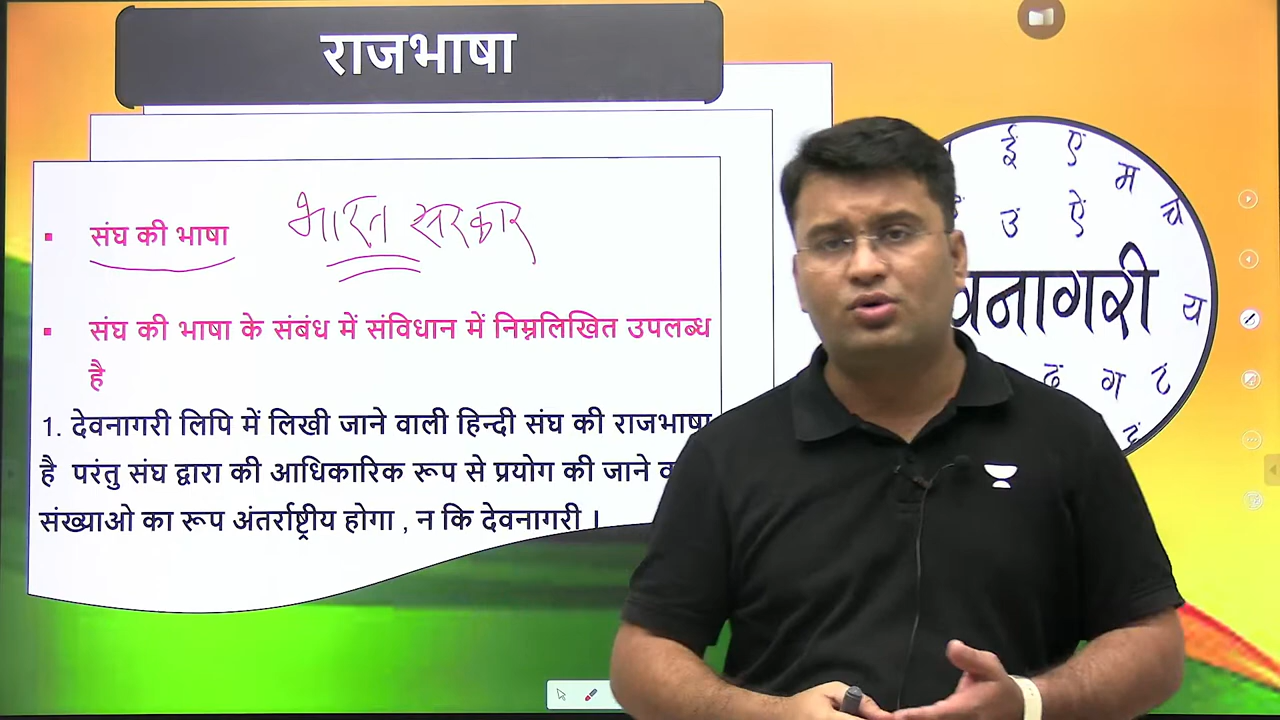 राजभाषा
संघ की भाषा
भारत सरकार
संघ की भाषा के संबंध में संविधान में निम्नलिखित उपलब्ध
है
1. देवनागरी लिपि में लिखी जाने वाली हिन्दी संघ की राजभाषा
है परंतु संघ द्वारा की आधिकारिक रूप से प्रयोग की जाने
संख्याओ का रूप अंतर्राष्ट्रीय होगा , न कि देवनागरी ।
ई एं म च
उ ऐं
वनागरी य
ढ ग ट